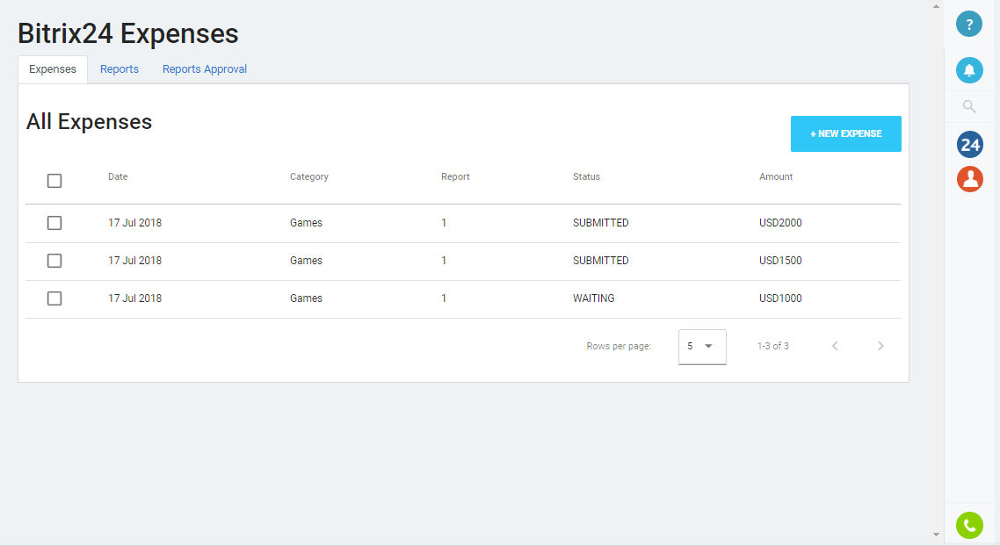 Bitrix24 Expenses
Expenses Reports Reports Approval
All Expenses
+ NEW EXPENSE
Date Category Report Status Amount
17 Jul 2018 Games 1 SUBMITTED USD2000
17 Jul 2018 Games 1 SUBMITTED USD1500
17 Jul 2018 Games 1 WAITING USD1000
Rows per page: 5 1-3 of 3
?
24